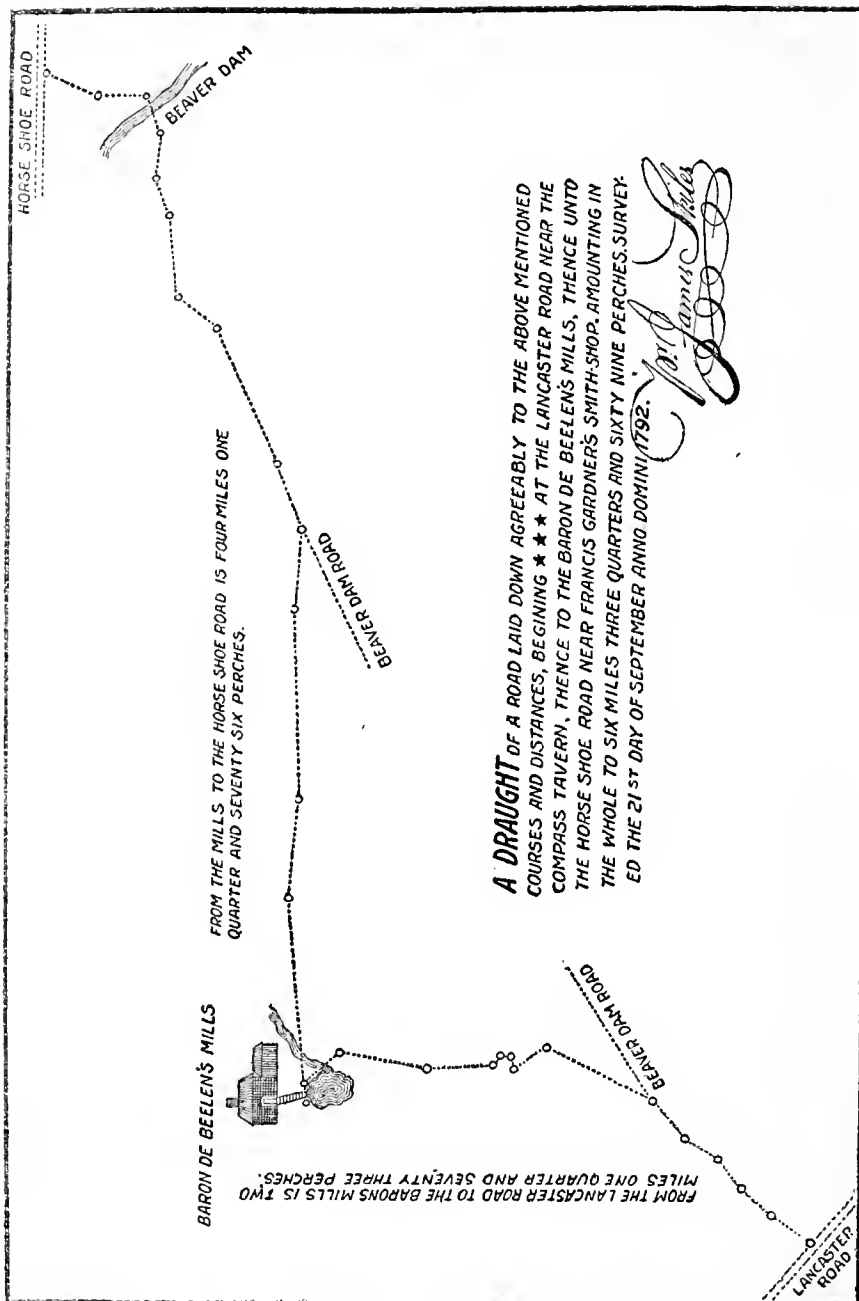 HORSE SHOE ROAD
BEAVER DAM
FROM THE MILLS TO THE HORSE SHOE ROAD IS FOUR MILES ONE
QUARTER AND SEVENTY SIX PERCHES.
BEAVER DAM ROAD
BARON DE BEELEN'S MILLS
FROM THE LANCASTER ROAD TO THE BARONS MILLS IS TWO
MILES ONE QUARTER AND SEVENTY THREE PERCHES.
BEAVER DAM ROAD
LANCASTER
ROAD
A DRAUGHT OF A ROAD LAID DOWN AGREEABLY TO THE ABOVE MENTIONED
COURSES AND DISTANCES, BEGINING ★ ★ ★ AT THE LANCASTER ROAD NEAR THE
COMPASS TAVERN, THENCE TO THE BARON DE BEELEN'S MILLS, THENCE UNTO
THE HORSE SHOE ROAD NEAR FRANCIS GARDNER'S SMITH-SHOP. AMOUNTING IN
THE WHOLE TO SIX MILES THREE QUARTERS AND SIXTY NINE PERCHES. SURVEY-
ED THE 21ST DAY OF SEPTEMBER ANNO DOMINI, 1792.
pr. James Miles